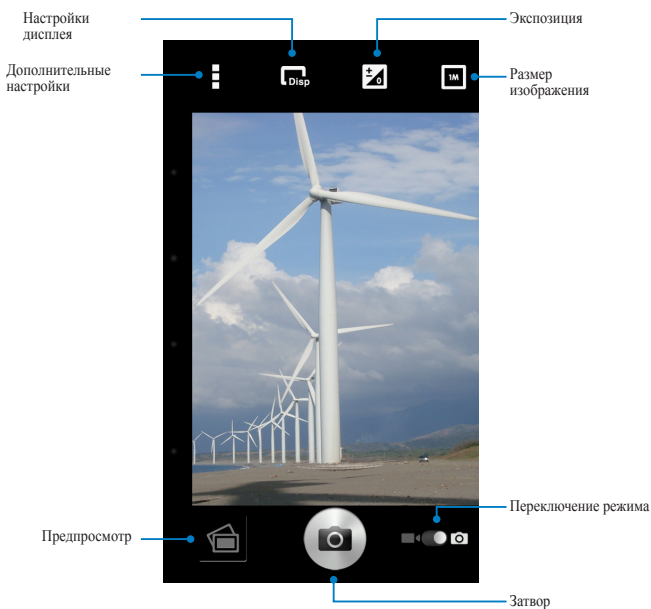 Настройки
дисплея
Экспозиция
Дополнительные
настройки
Размер
изображения
Disp
± 0
1M
Переключение режима
Предпросмотр
Затвор